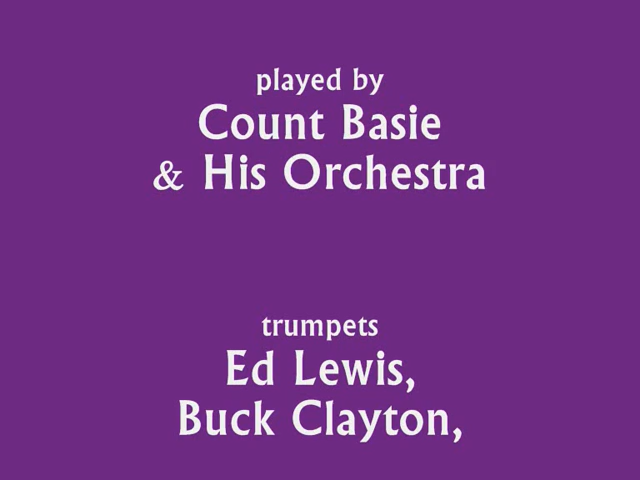 played by
Count Basie
& His Orchestra
trumpets
Ed Lewis,
Buck Clayton,